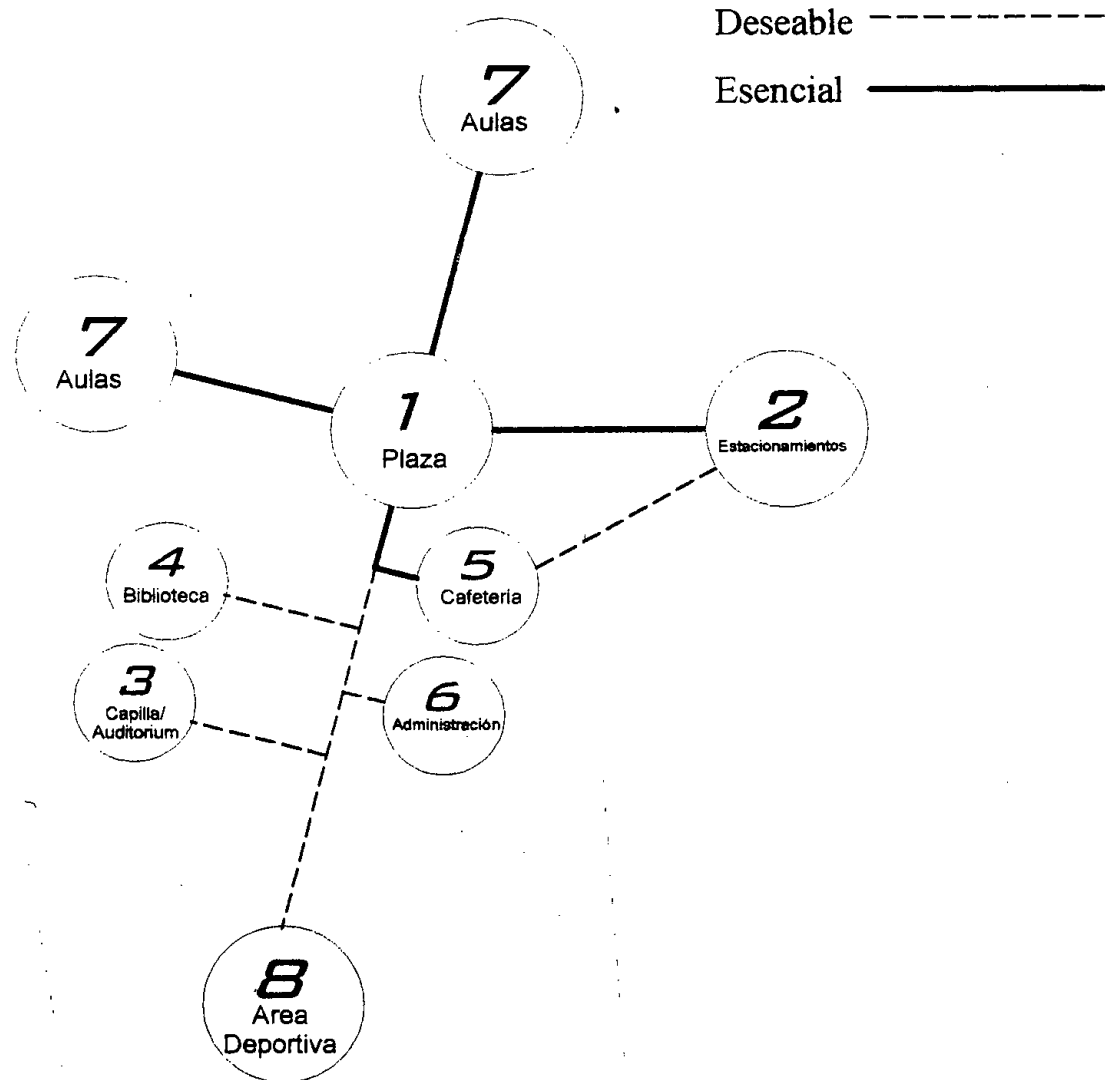 Deseable
Esencial
7
Aulas
7
Aulas
1
Plaza
2
Estacionamientos
4
Biblioteca
5
Cafetería
3
Capilla/
Auditorium
6
Administración
8
Area
Deportiva